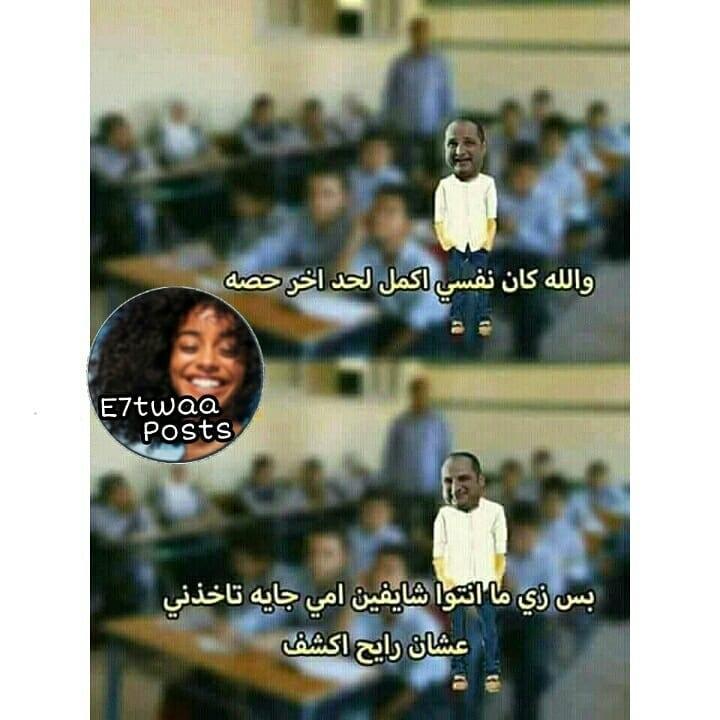 والله كان نفسي اكمل لحد اخر حصه
E7twaa
Posts
بس زي ما انتوا شايفين امي جايه تاخذني
عشان رايح اكشف